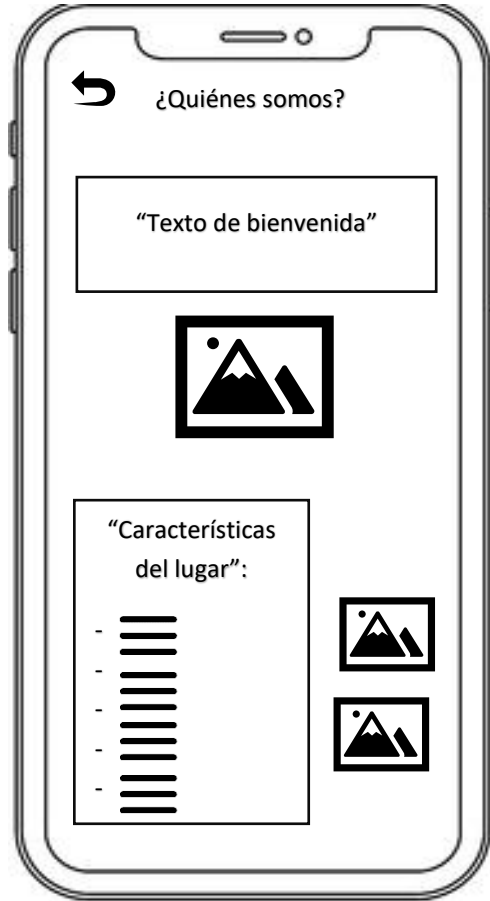 ¿Quiénes somos?
“Texto de bienvenida”
“Características
del lugar”:
-
-
-
-
-